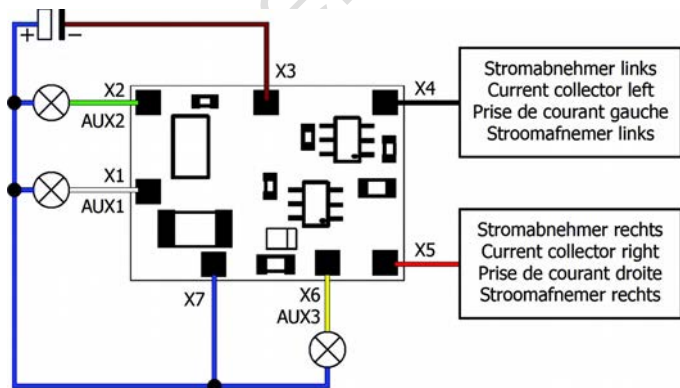 + −
X2
X3
X4
AUX2
Stromabnehmer links
Current collector left
Prise de courant gauche
Stroomafnemer links
X1
AUX1
X5
Stromabnehmer rechts
Current collector right
Prise de courant droite
Stroomafnemer rechts
X7
X6
AUX3